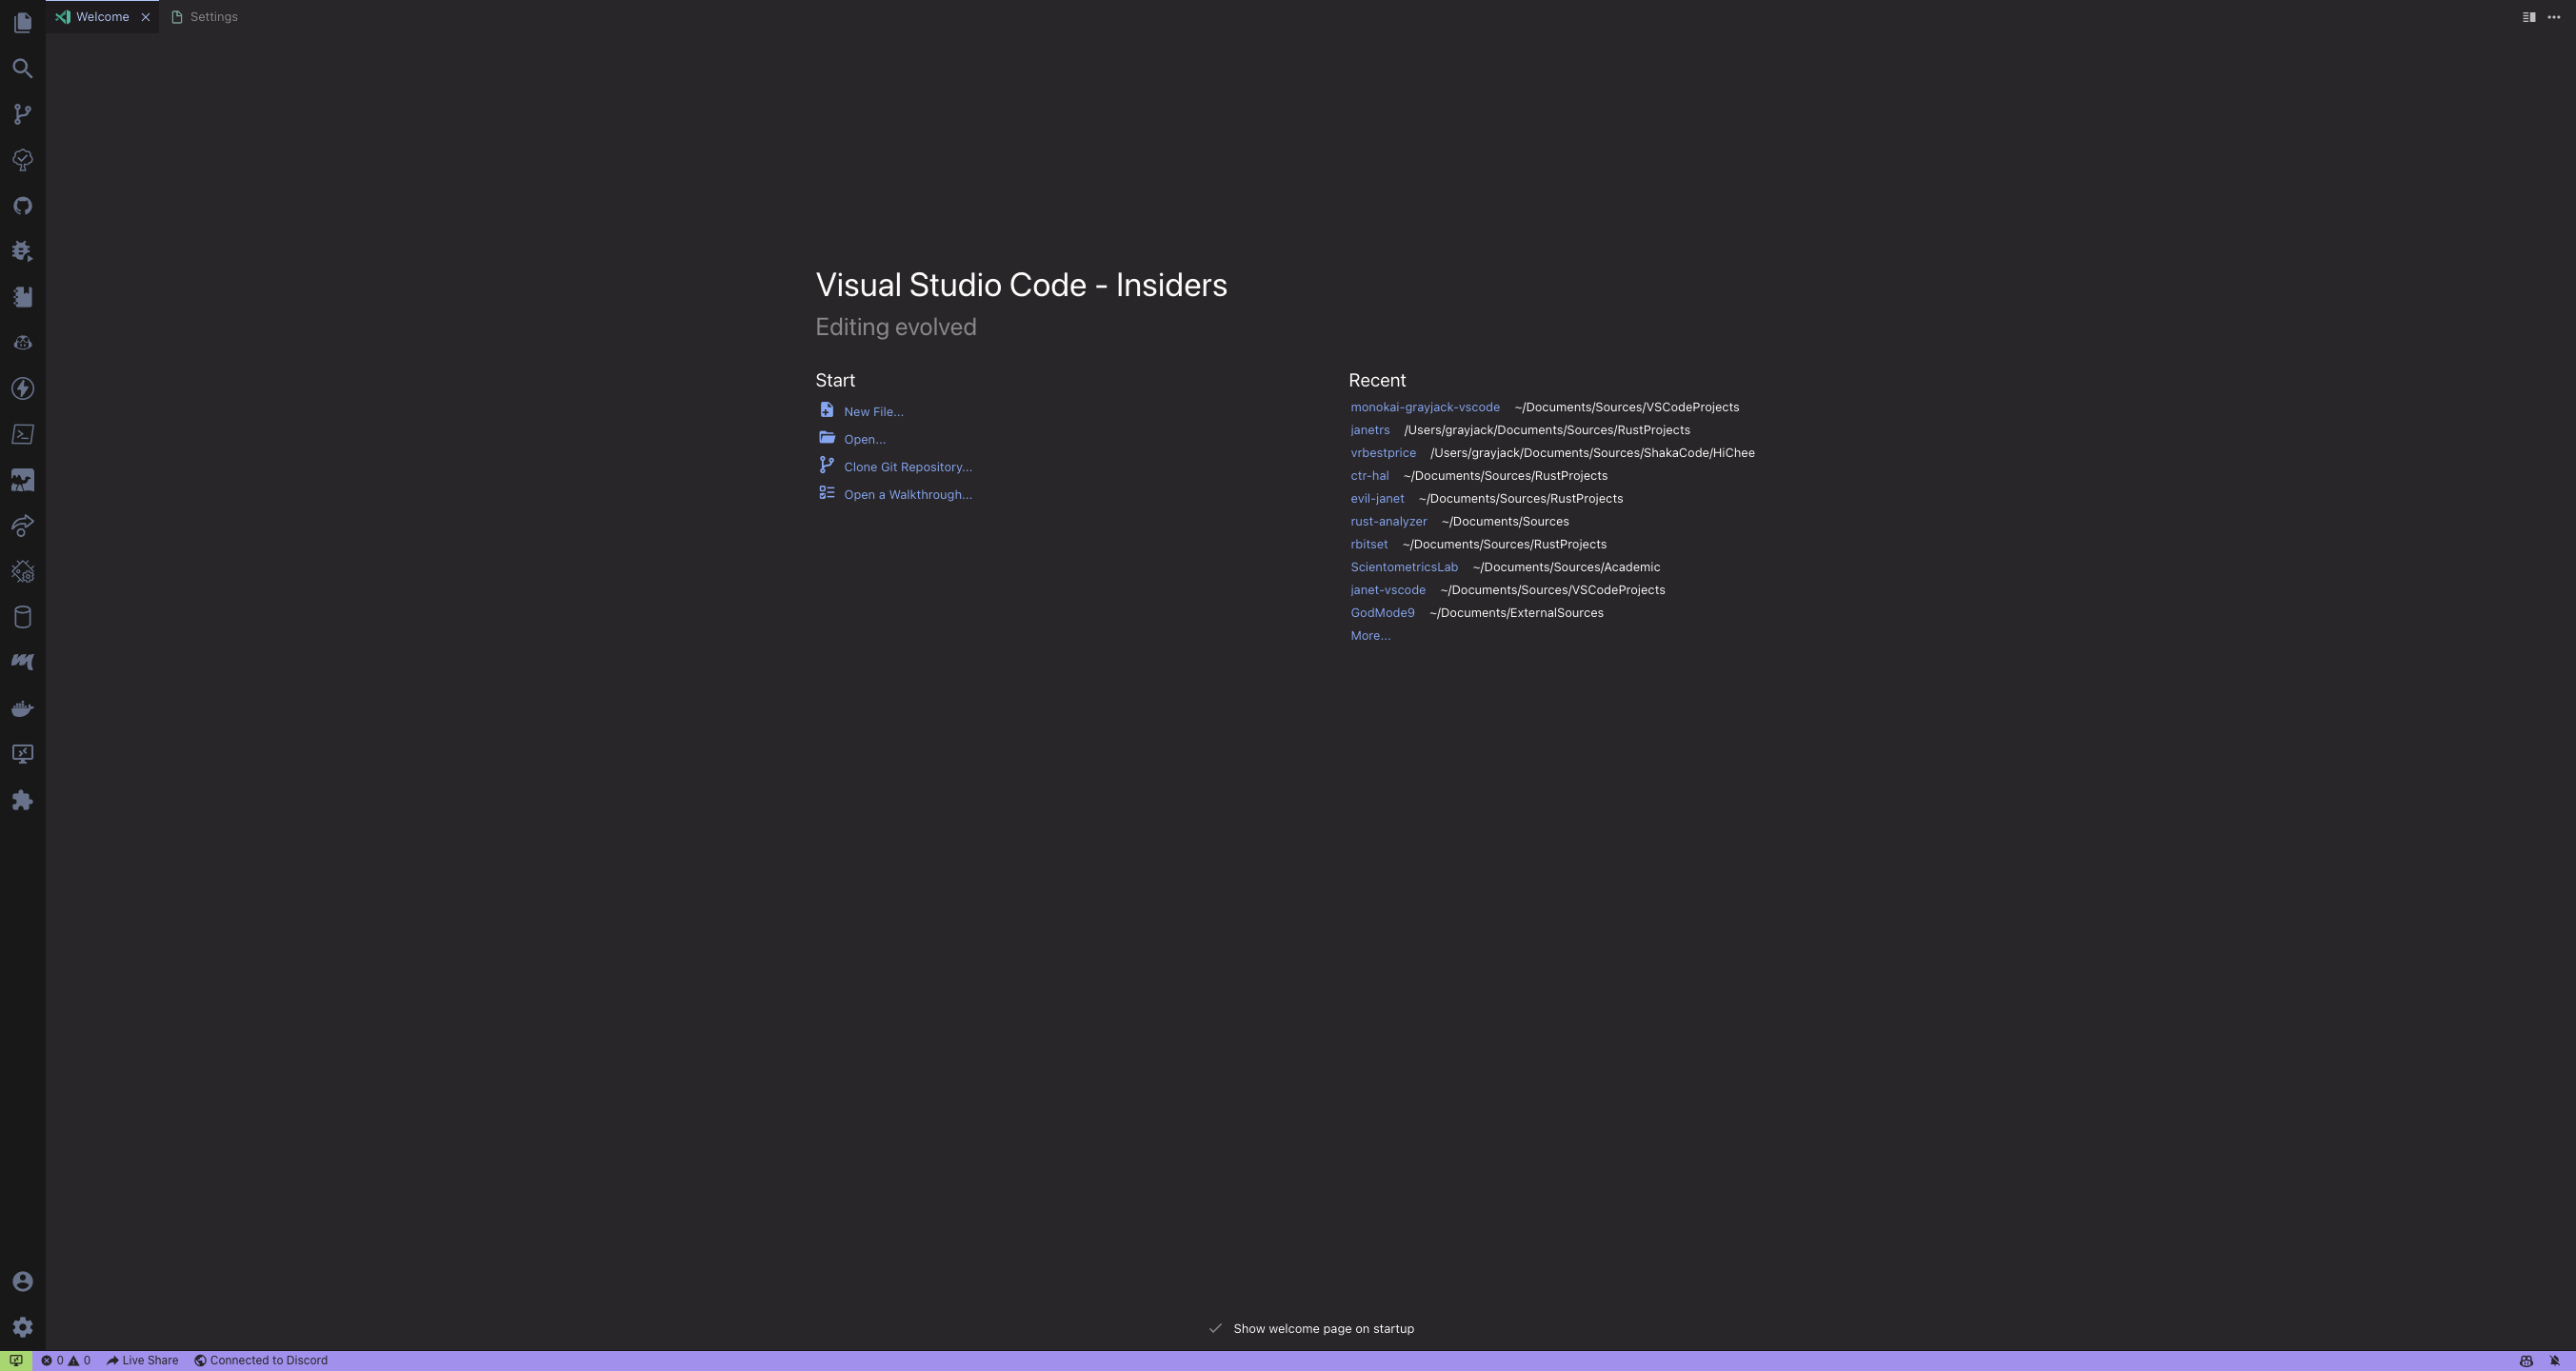 Welcome
Settings
Visual Studio Code - Insiders
Editing evolved
Start
New File...
Open...
Clone Git Repository...
Open a Walkthrough...
Recent
monokai-grayjack-vscode ~/Documents/Sources/VSCodeProjects
janetrs /Users/grayjack/Documents/Sources/RustProjects
vrbestprice /Users/grayjack/Documents/Sources/ShakaCode/HiChee
ctr-hal ~/Documents/Sources/RustProjects
evil-janet ~/Documents/Sources/RustProjects
rust-analyzer ~/Documents/Sources
rbitset ~/Documents/Sources/RustProjects
ScientometricsLab ~/Documents/Sources/Academic
janet-vscode ~/Documents/Sources/VSCodeProjects
GodMode9 ~/Documents/ExternalSources
More...
Show welcome page on startup
0 0 Live Share Connected to Discord